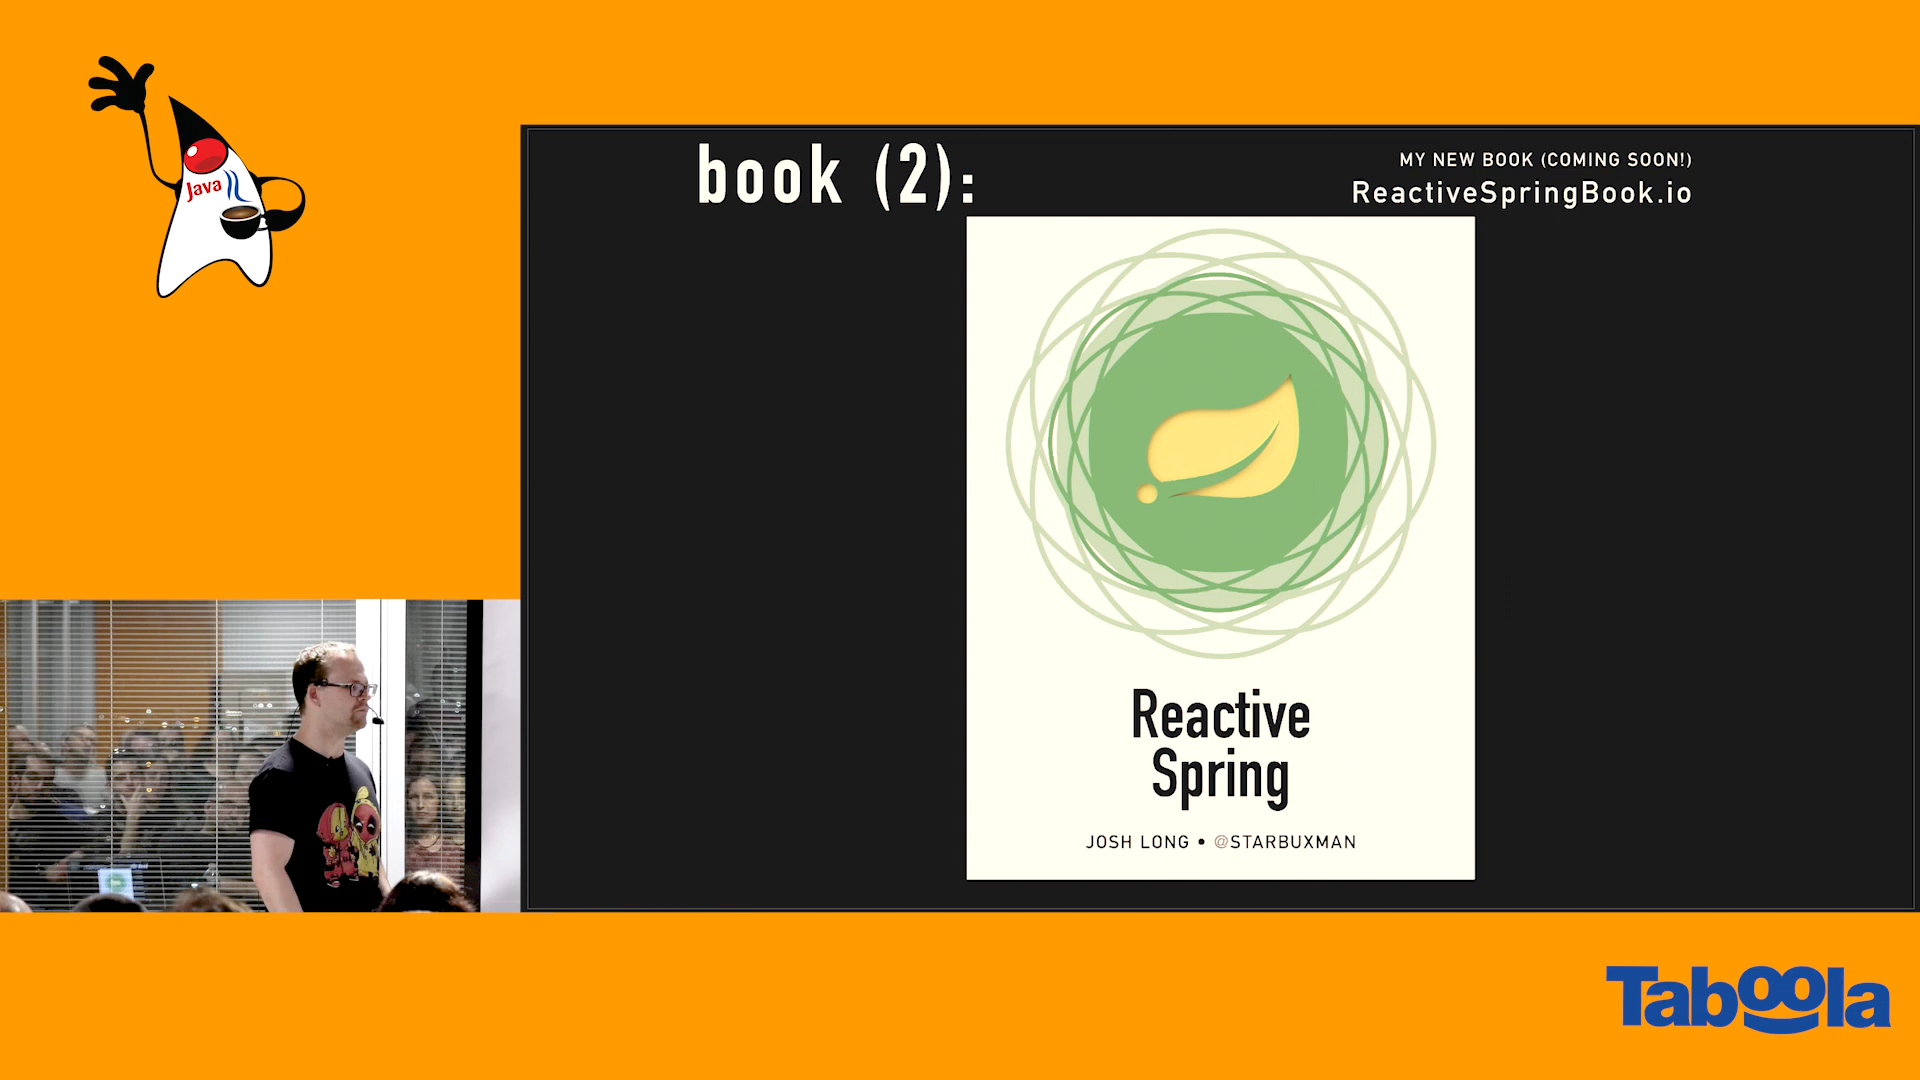 Java
book (2):
MY NEW BOOK (COMING SOON!)
ReactiveSpringBook.io
Reactive
Spring
JOSH LONG • @STARBUXMAN
Taboola